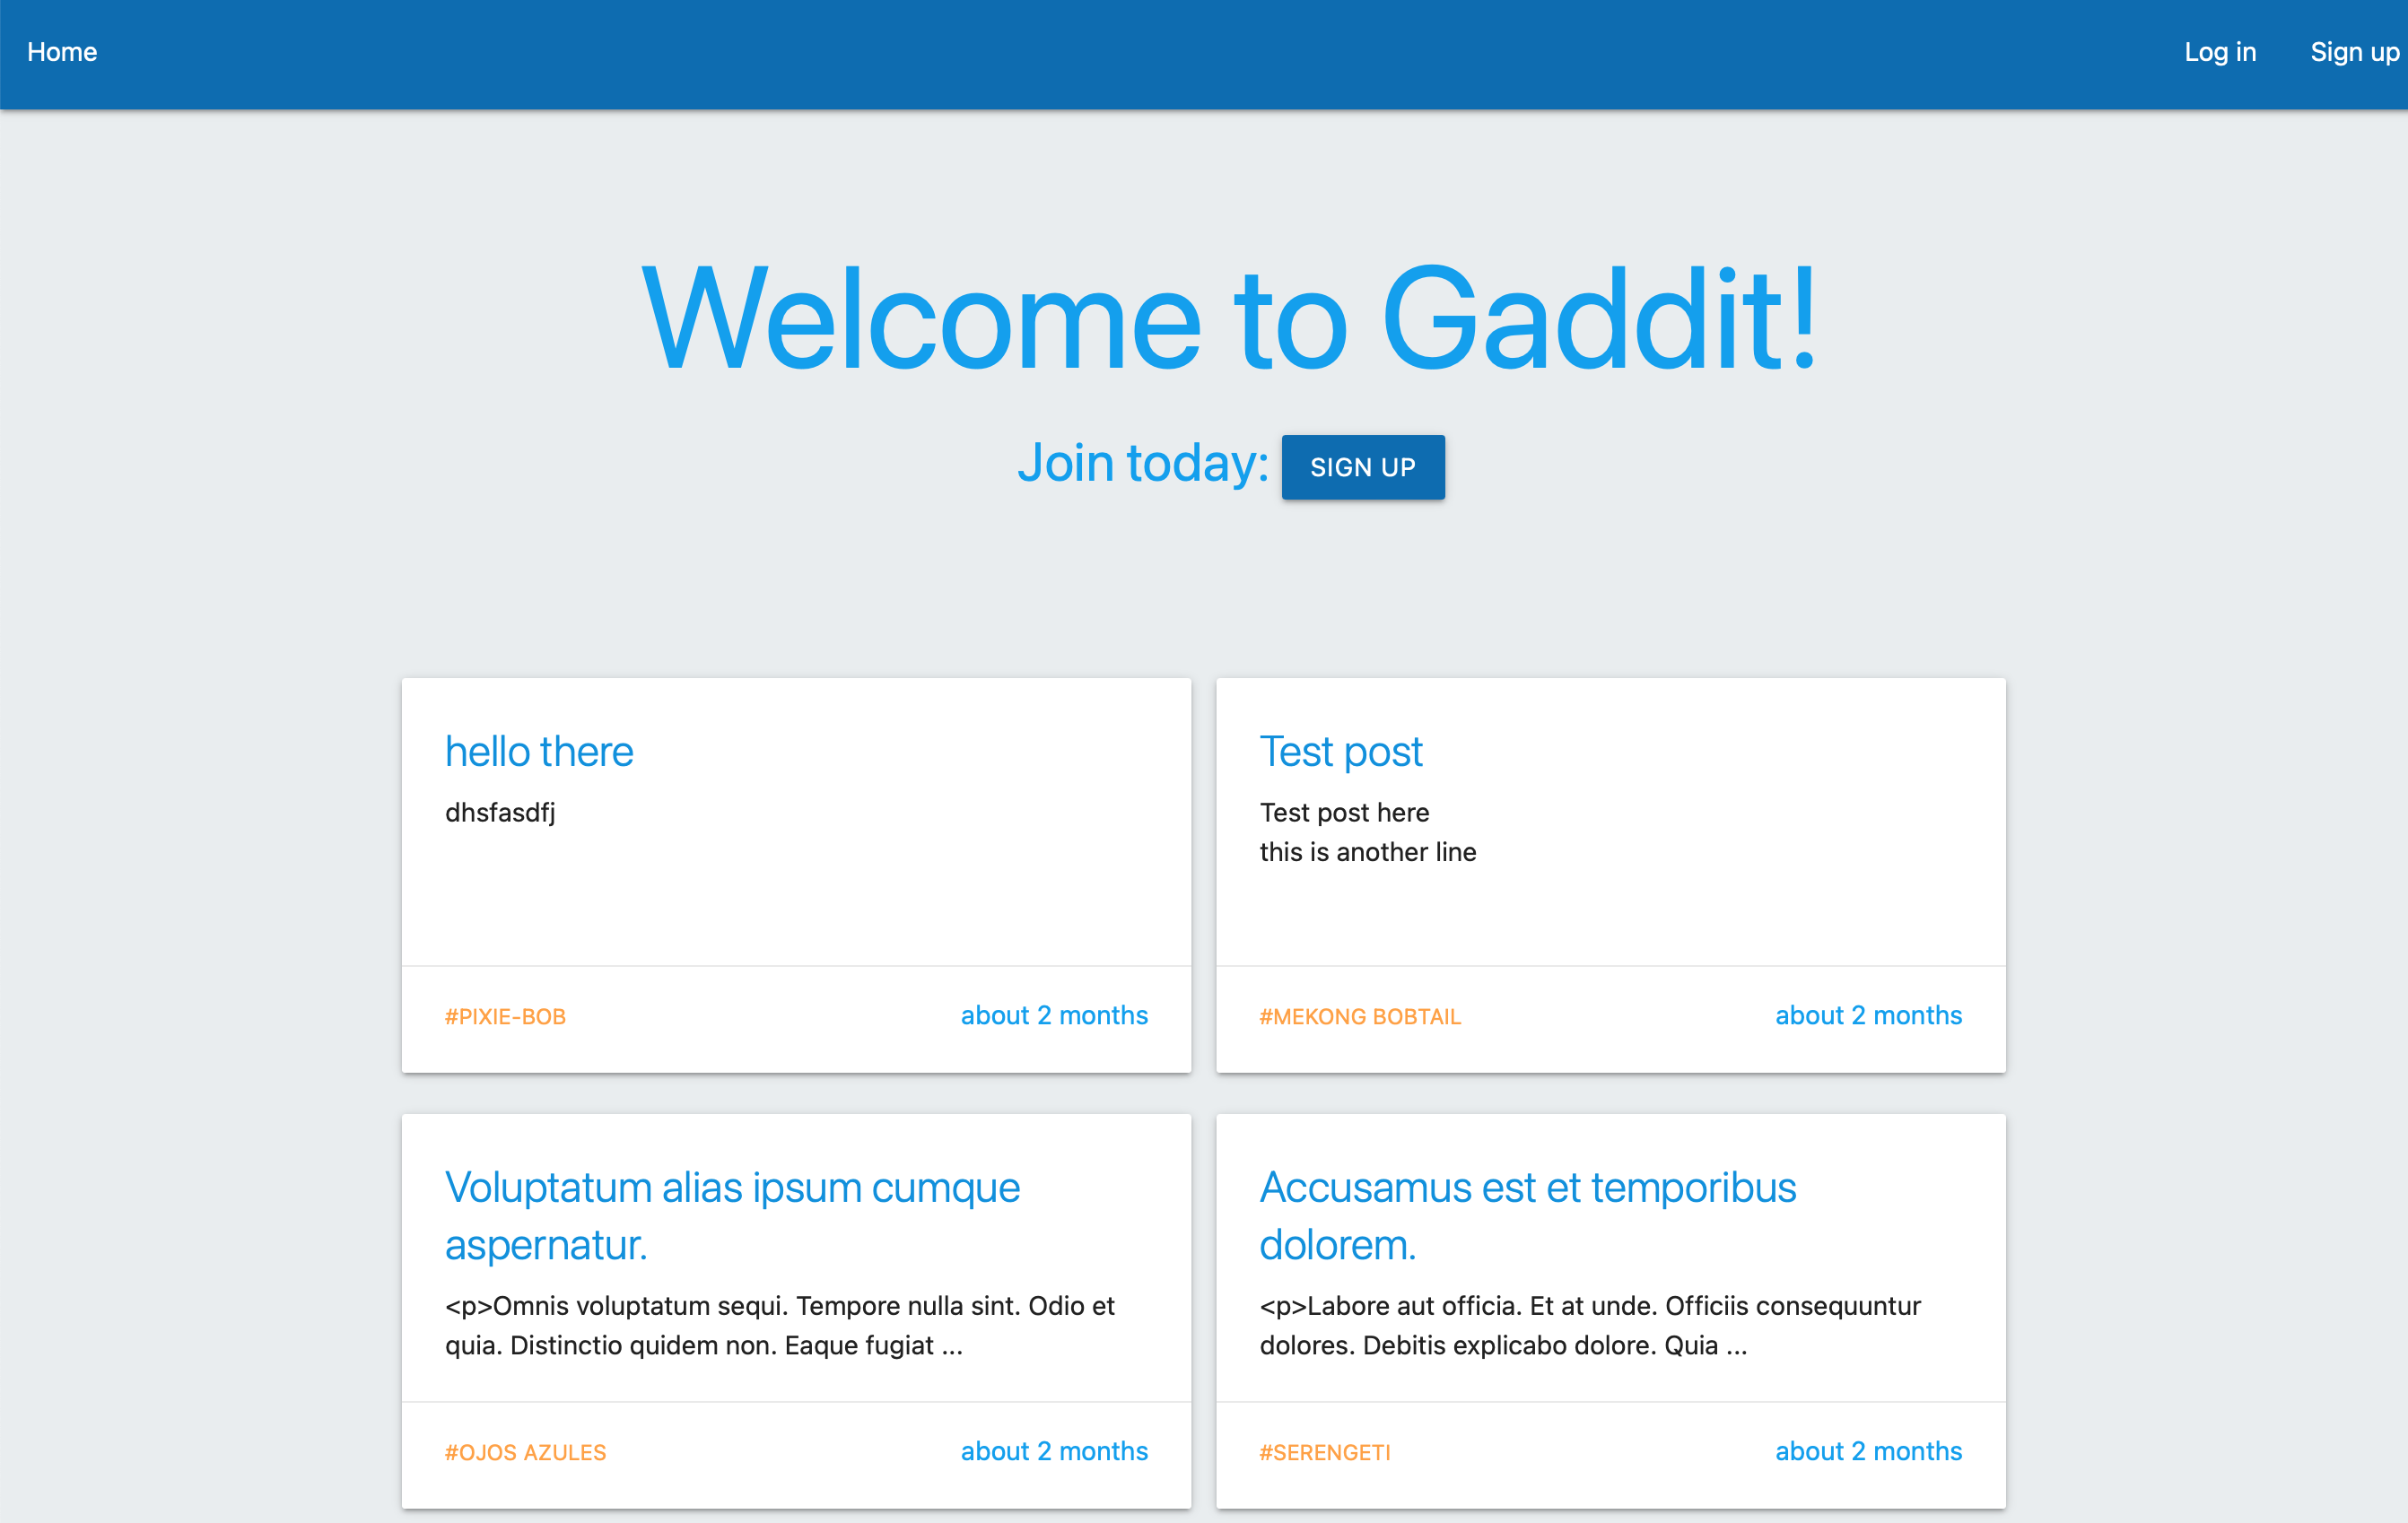 Home
Log in
Sign up
Welcome to Gaddit!
Join today: SIGN UP
hello there
dhsfasdfj
#PIXIE-BOB
about 2 months
Test post
Test post here
this is another line
#MEKONG BOBTAIL
about 2 months
Voluptatum alias ipsum cumque
aspernatur.
<p>Omnis voluptatum sequi. Tempore nulla sint. Odio et
quia. Distinctio quidem non. Eaque fugiat ...
#OJOS AZULES
about 2 months
Accusamus est et temporibus
dolorem.
<p>Labore aut officia. Et at unde. Officiis consequuntur
dolores. Debitis explicabo dolore. Quia ...
#SERENGETI
about 2 months